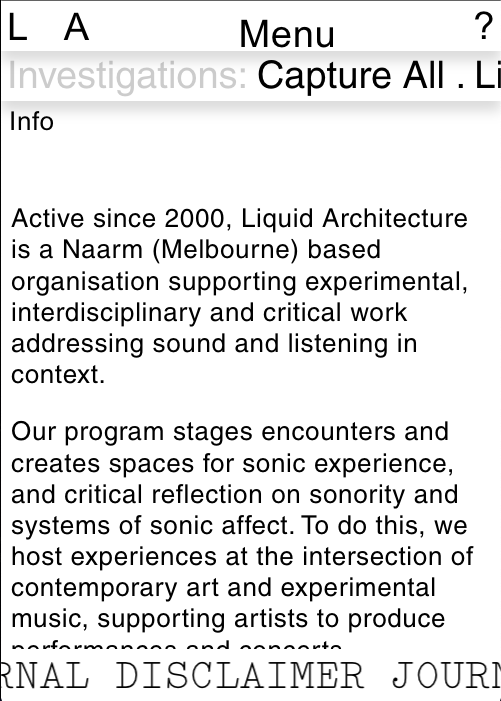 L A Menu ?
Investigations: Capture All . Li
Info
Active since 2000, Liquid Architecture
is a Naarm (Melbourne) based
organisation supporting experimental,
interdisciplinary and critical work
addressing sound and listening in
context.
Our program stages encounters and
creates spaces for sonic experience,
and critical reflection on sonority and
systems of sonic affect. To do this, we
host experiences at the intersection of
contemporary art and experimental
music, supporting artists to produce
performances and concerts,
RNAL DISCLAIMER JOURN